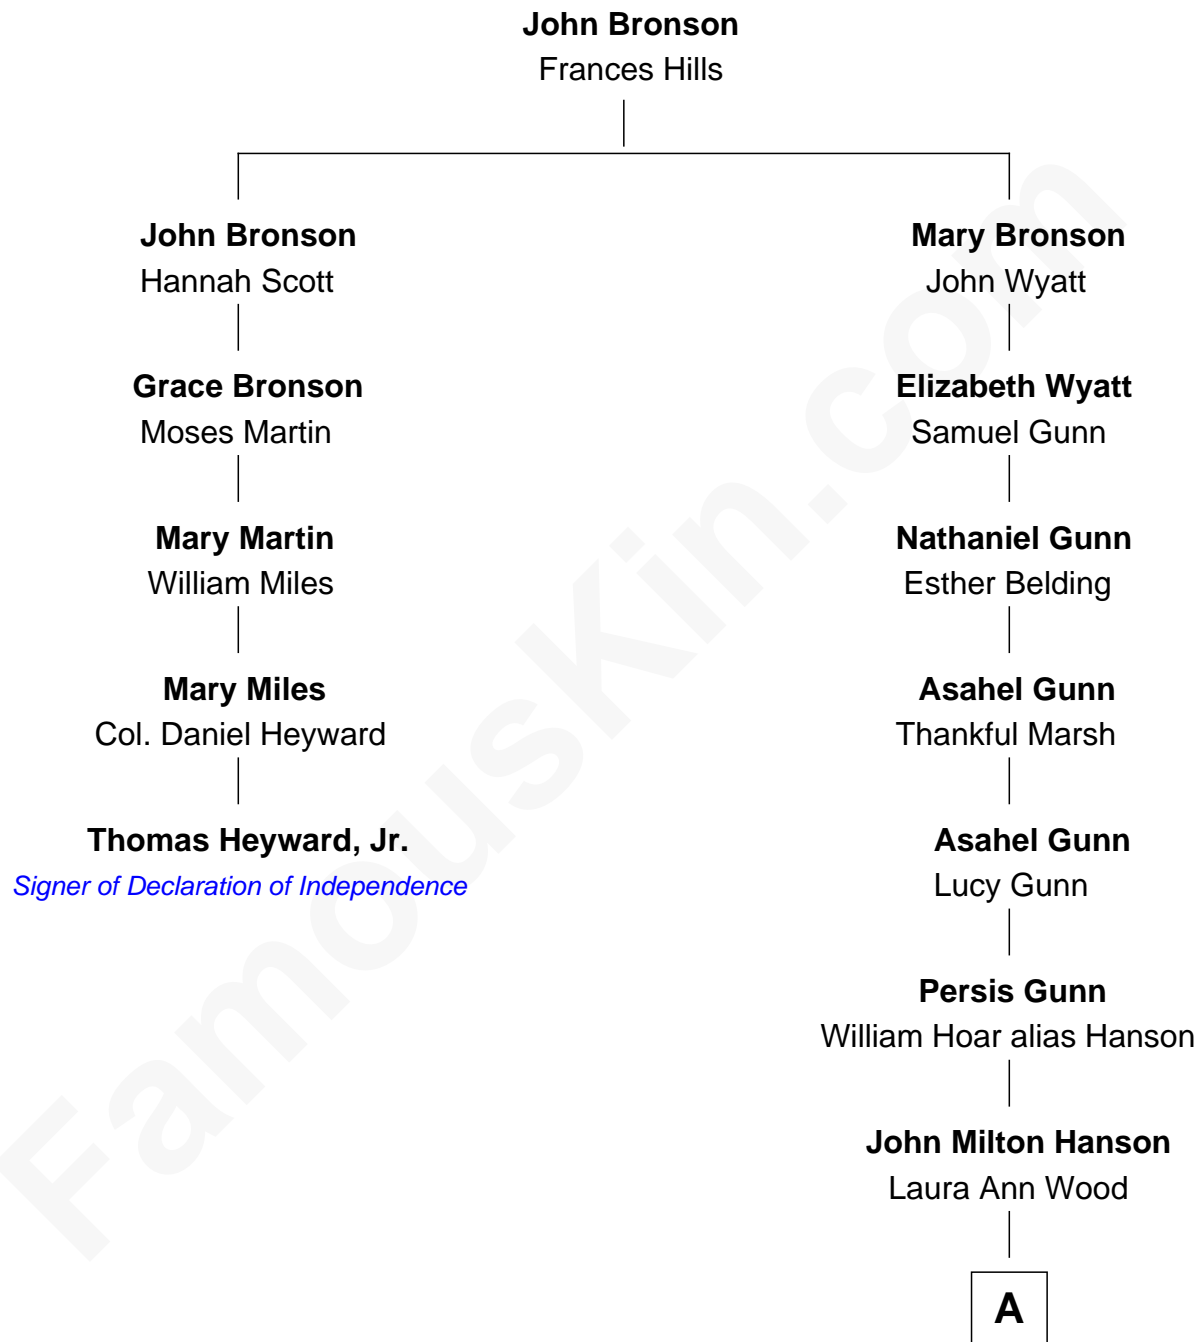 John Bronson
Frances Hills
John Bronson
Hannah Scott
Mary Bronson
John Wyatt
Grace Bronson
Moses Martin
Elizabeth Wyatt
Samuel Gunn
Mary Martin
William Miles
Nathaniel Gunn
Esther Belding
Mary Miles
Col. Daniel Heyward
Asahel Gunn
Thankful Marsh
Thomas Heyward, Jr.
Signer of Declaration of Independence
Asahel Gunn
Lucy Gunn
Persis Gunn
William Hoar alias Hanson
John Milton Hanson
Laura Ann Wood
A
FamousKin.com